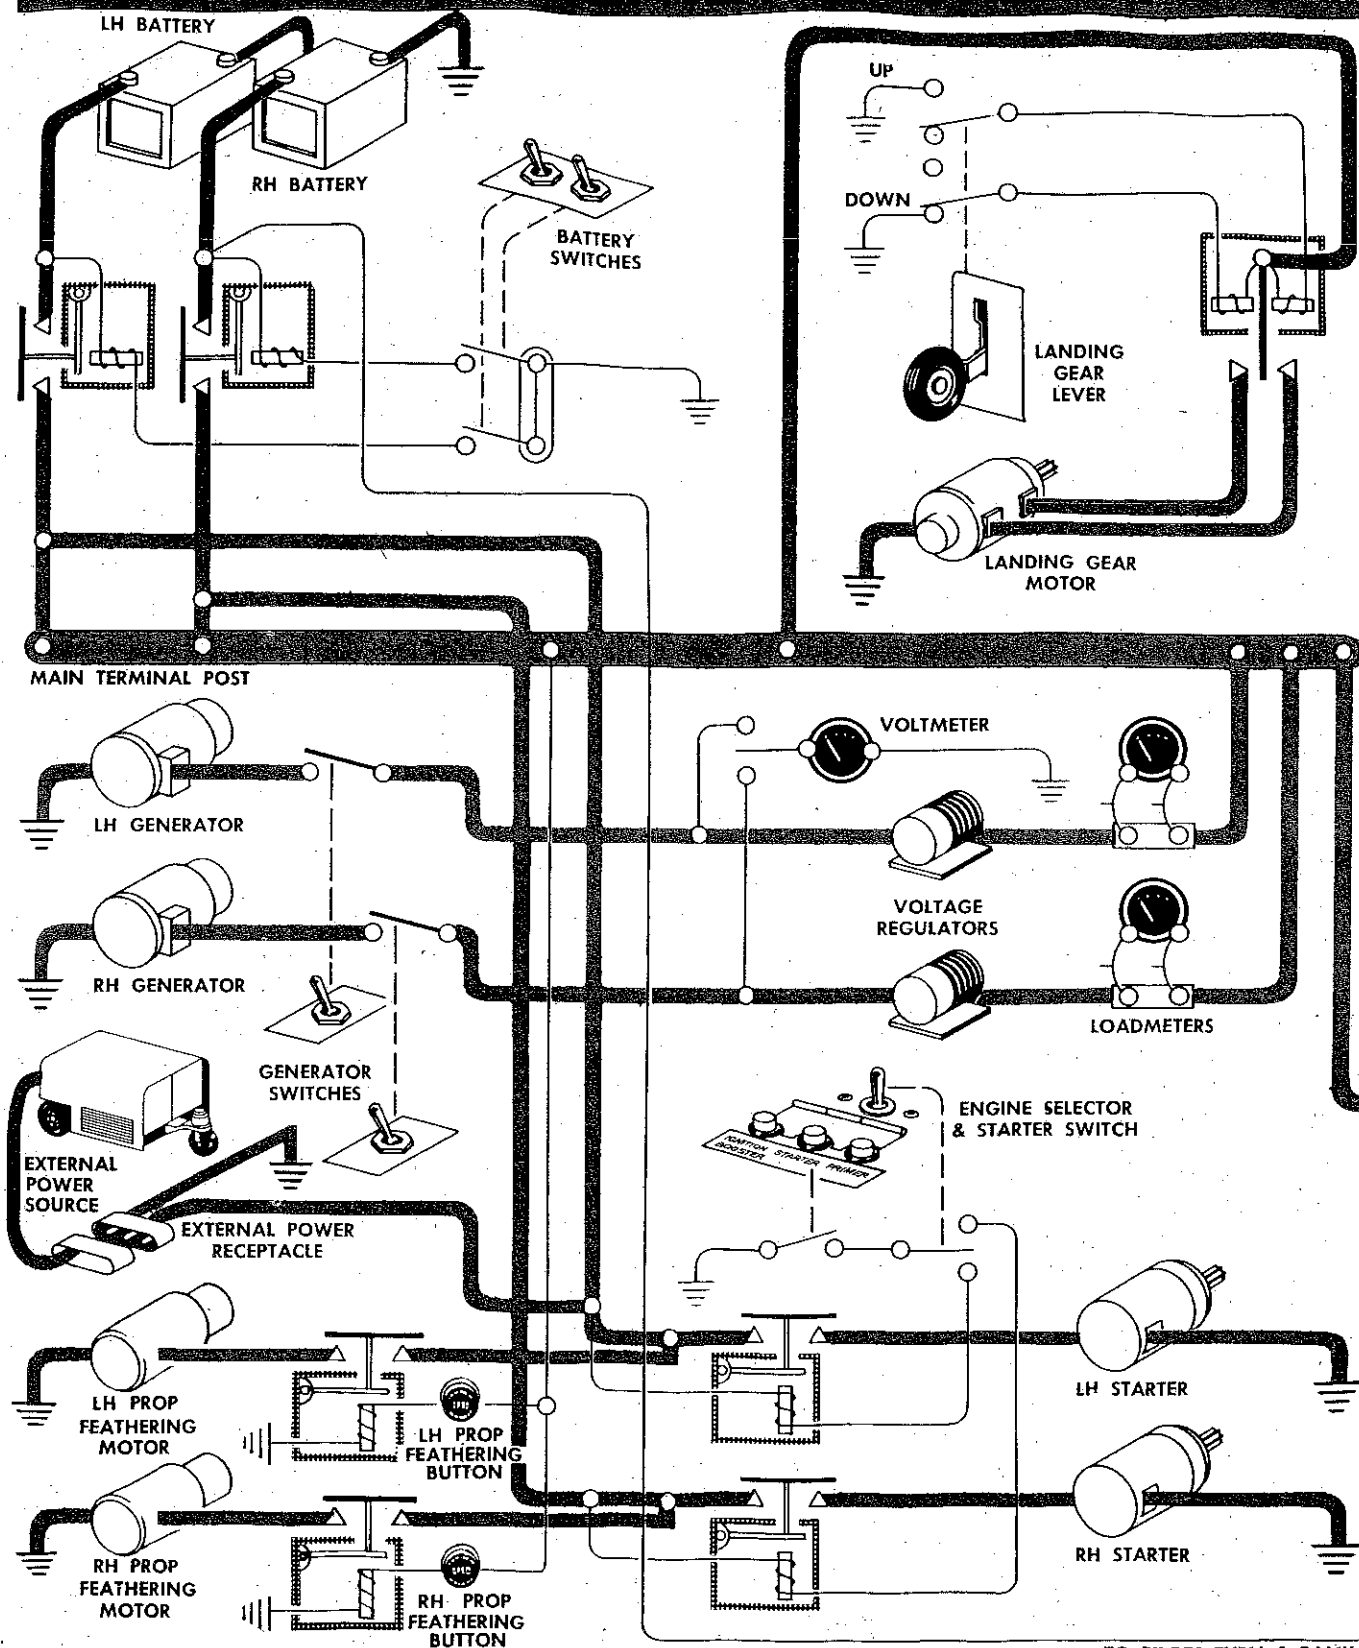 LH BATTERY
RH BATTERY
BATTERY
SWITCHES
UP
DOWN
LANDING
GEAR
LEVER
LANDING GEAR
MOTOR
MAIN TERMINAL POST
LH GENERATOR
VOLTMETER
RH GENERATOR
VOLTAGE
REGULATORS
LOADMETERS
GENERATOR
SWITCHES
ENGINE SELECTOR
& STARTER SWITCH
IGNITION STARTER PRIMER
BOOSTER
EXTERNAL
POWER
SOURCE
EXTERNAL POWER
RECEPTACLE
LH PROP
FEATHERING
MOTOR
LH PROP
FEATHERING
BUTTON
LH STARTER
RH PROP
FEATHERING
MOTOR
RH PROP
FEATHERING
BUTTON
RH STARTER